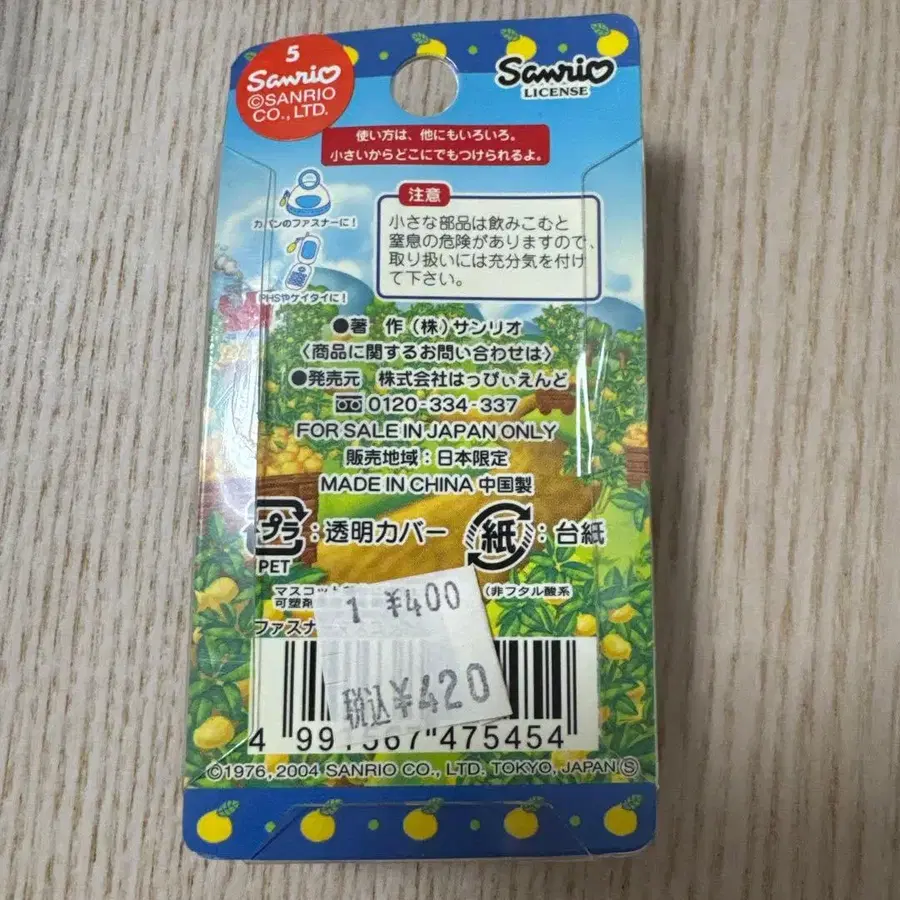 5
Sanrio
©SANRIO
CO., LTD.
Sanrio
LICENSE
使い方は、他にもいろいろ。
小さいからどこにでもつけられるよ。
カバンのファスナーに！
PHSやケイタイに！
注意
小さな部品は飲みこむと
窒息の危険がありますので、
取り扱いには充分気を付け
て下さい。
●著 作（株）サンリオ
〈商品に関するお問い合わせは〉
●発売元 株式会社はっぴぃえんど
0120-334-337
FOR SALE IN JAPAN ONLY
販売地域：日本限定
MADE IN CHINA 中国製
プラ：透明カバー
PET
紙：台紙
マスコット
可塑剤
（非フタル酸系
ファスナ
1 ¥400
税込¥420
4 991567 475454
©1976, 2004 SANRIO CO., LTD. TOKYO, JAPAN Ⓢ